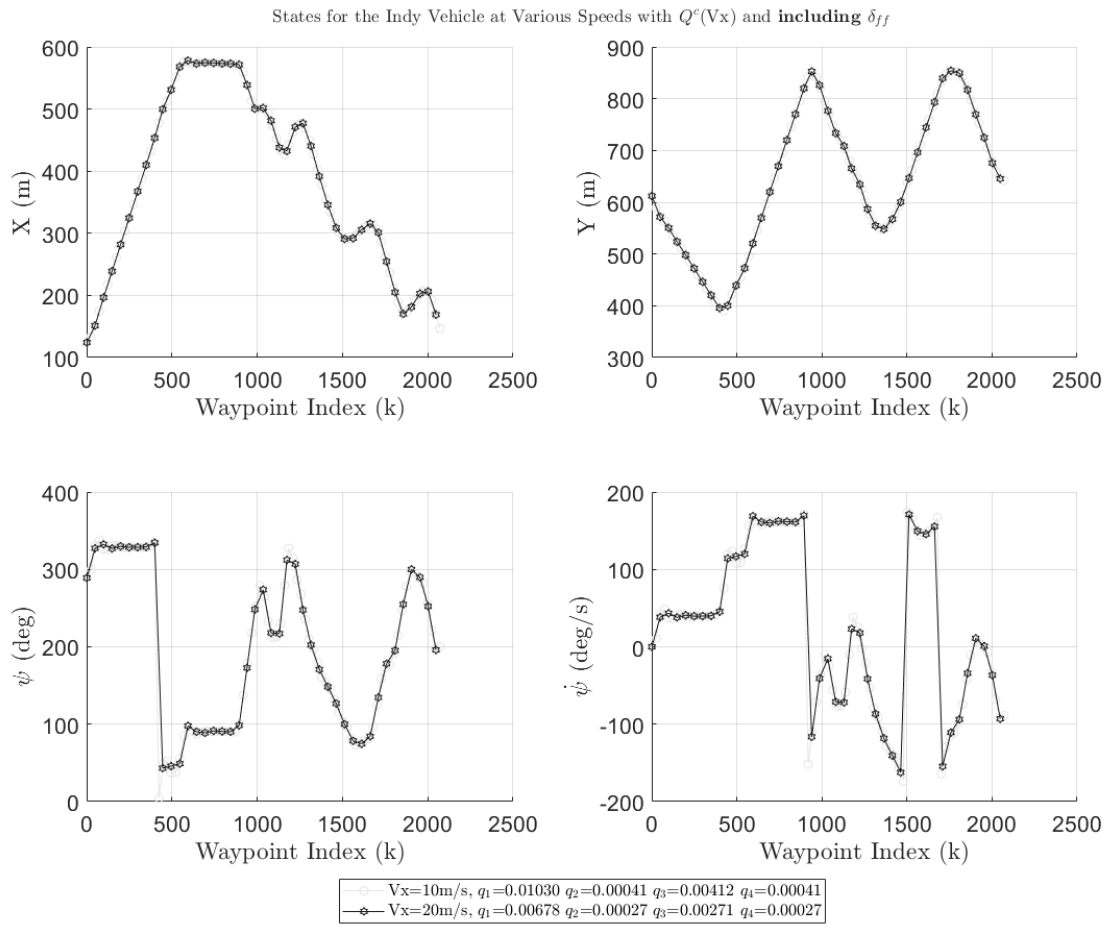 States for the Indy Vehicle at Various Speeds with Q^c(Vx) and including δ_ff
600
500
400
300
200
100
X (m)
0 500 1000 1500 2000 2500
Waypoint Index (k)
900
800
700
600
500
400
300
Y (m)
0 500 1000 1500 2000 2500
Waypoint Index (k)
400
300
200
100
0
ψ (deg)
0 500 1000 1500 2000 2500
Waypoint Index (k)
200
100
0
-100
-200
ψ̇ (deg/s)
0 500 1000 1500 2000 2500
Waypoint Index (k)
Vx=10m/s, q₁=0.01030 q₂=0.00041 q₃=0.00412 q₄=0.00041
Vx=20m/s, q₁=0.00678 q₂=0.00027 q₃=0.00271 q₄=0.00027